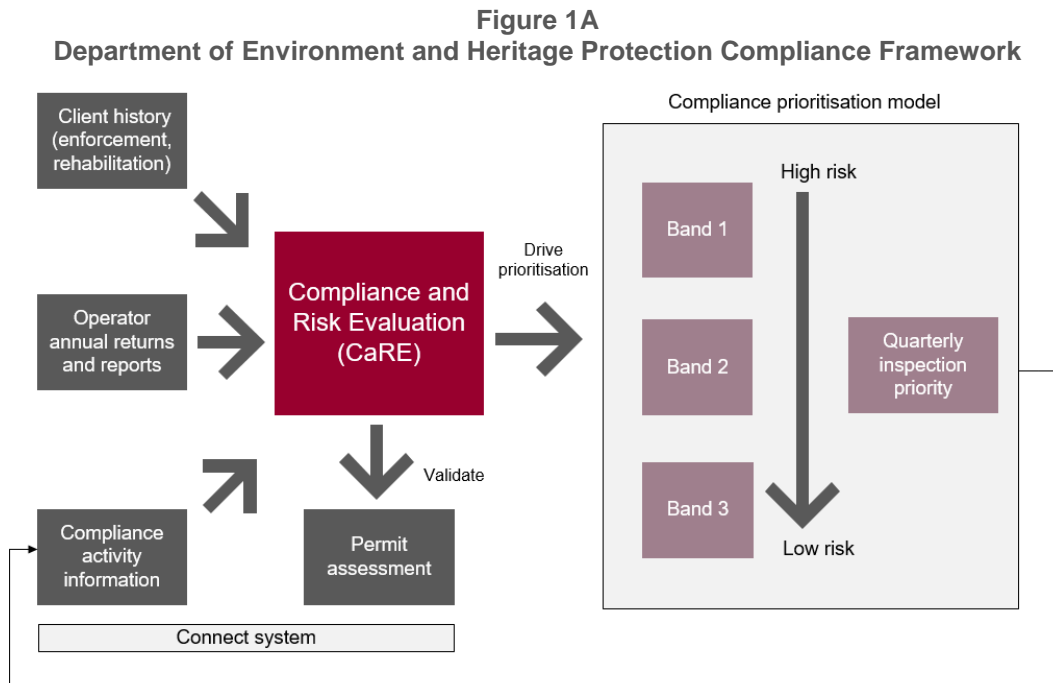 Figure 1A
Department of Environment and Heritage Protection Compliance Framework
Client history
(enforcement,
rehabilitation)
Operator
annual returns
and reports
Compliance
activity
information
Connect system
Compliance and
Risk Evaluation
(CaRE)
Validate
Permit
assessment
Drive
prioritisation
Compliance prioritisation model
High risk
Band 1
Band 2
Band 3
Low risk
Quarterly
inspection
priority